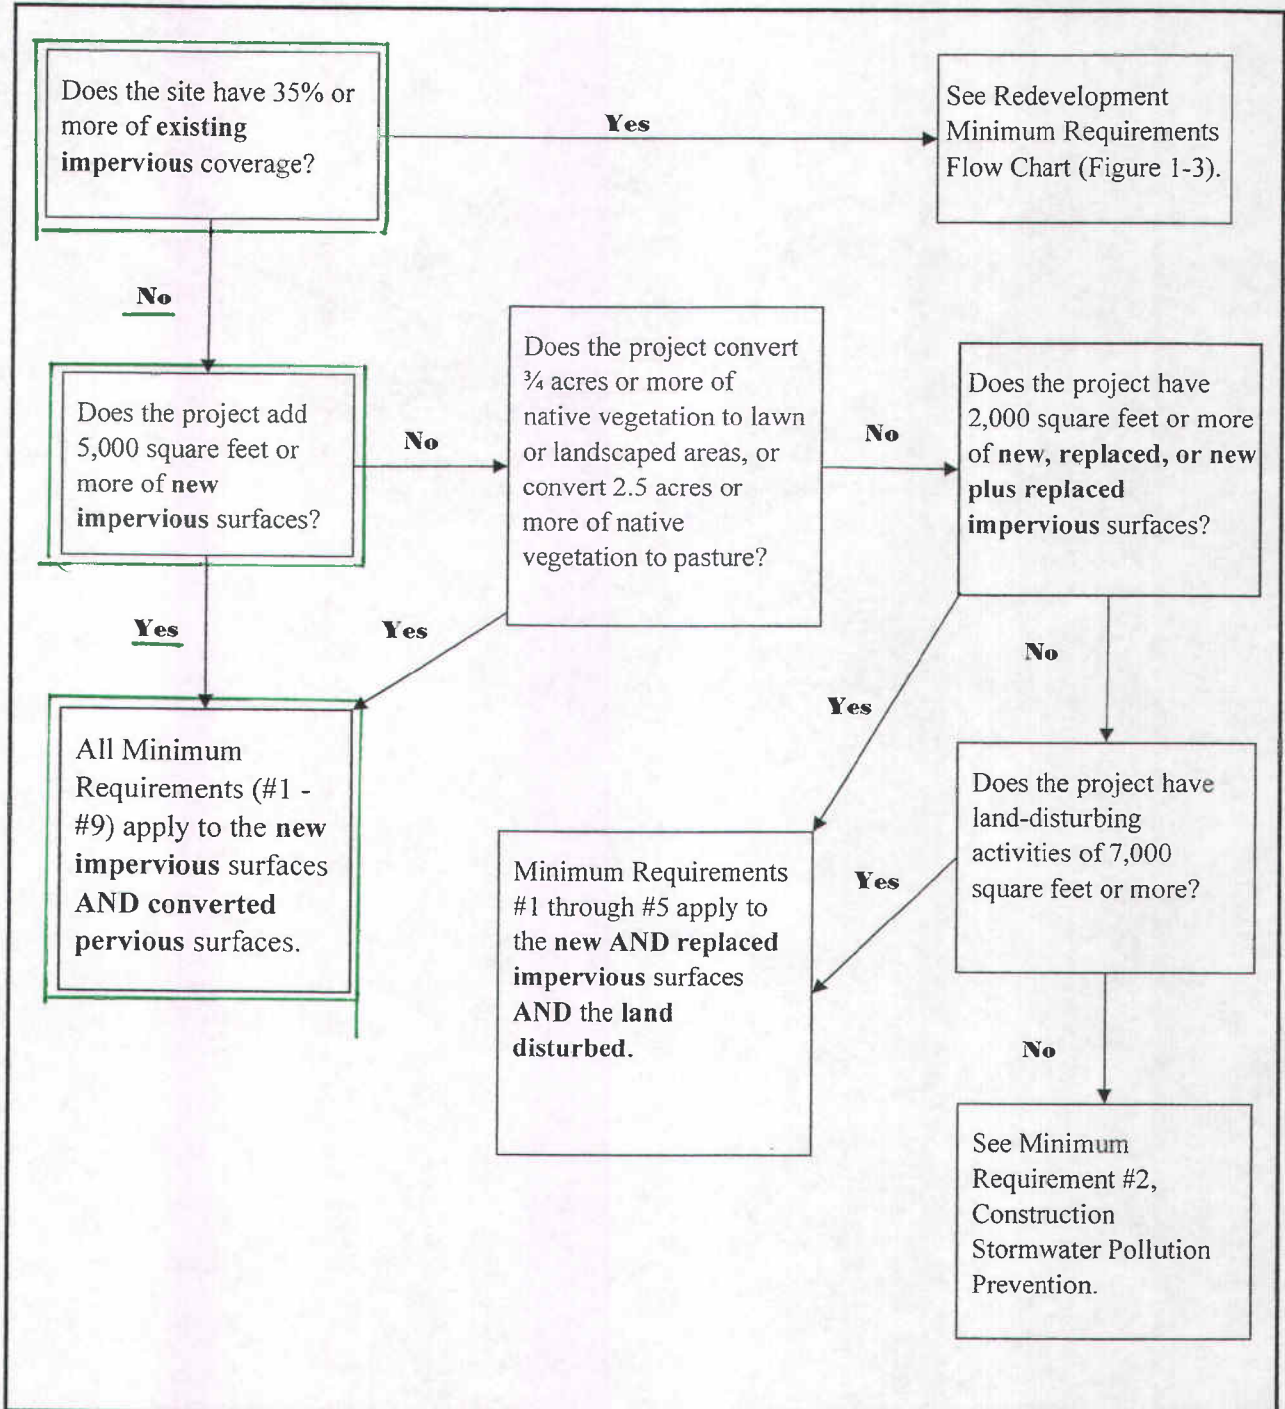 Does the site have 35% or
more of existing
impervious coverage?
Yes
See Redevelopment
Minimum Requirements
Flow Chart (Figure 1-3).
No
Does the project add
5,000 square feet or
more of new
impervious surfaces?
No
Does the project convert
¾ acres or more of
native vegetation to lawn
or landscaped areas, or
convert 2.5 acres or
more of native
vegetation to pasture?
No
Does the project have
2,000 square feet or more
of new, replaced, or new
plus replaced
impervious surfaces?
Yes
Yes
No
Yes
All Minimum
Requirements (#1 -
#9) apply to the new
impervious surfaces
AND converted
pervious surfaces.
Minimum Requirements
#1 through #5 apply to
the new AND replaced
impervious surfaces
AND the land
disturbed.
Yes
Does the project have
land-disturbing
activities of 7,000
square feet or more?
No
See Minimum
Requirement #2,
Construction
Stormwater Pollution
Prevention.